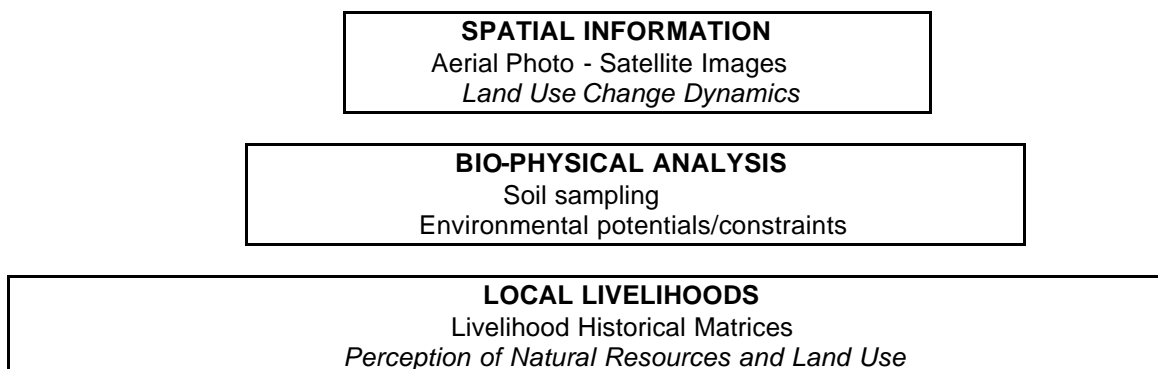 SPATIAL INFORMATION
Aerial Photo - Satellite Images
Land Use Change Dynamics
BIO-PHYSICAL ANALYSIS
Soil sampling
Environmental potentials/constraints
LOCAL LIVELIHOODS
Livelihood Historical Matrices
Perception of Natural Resources and Land Use